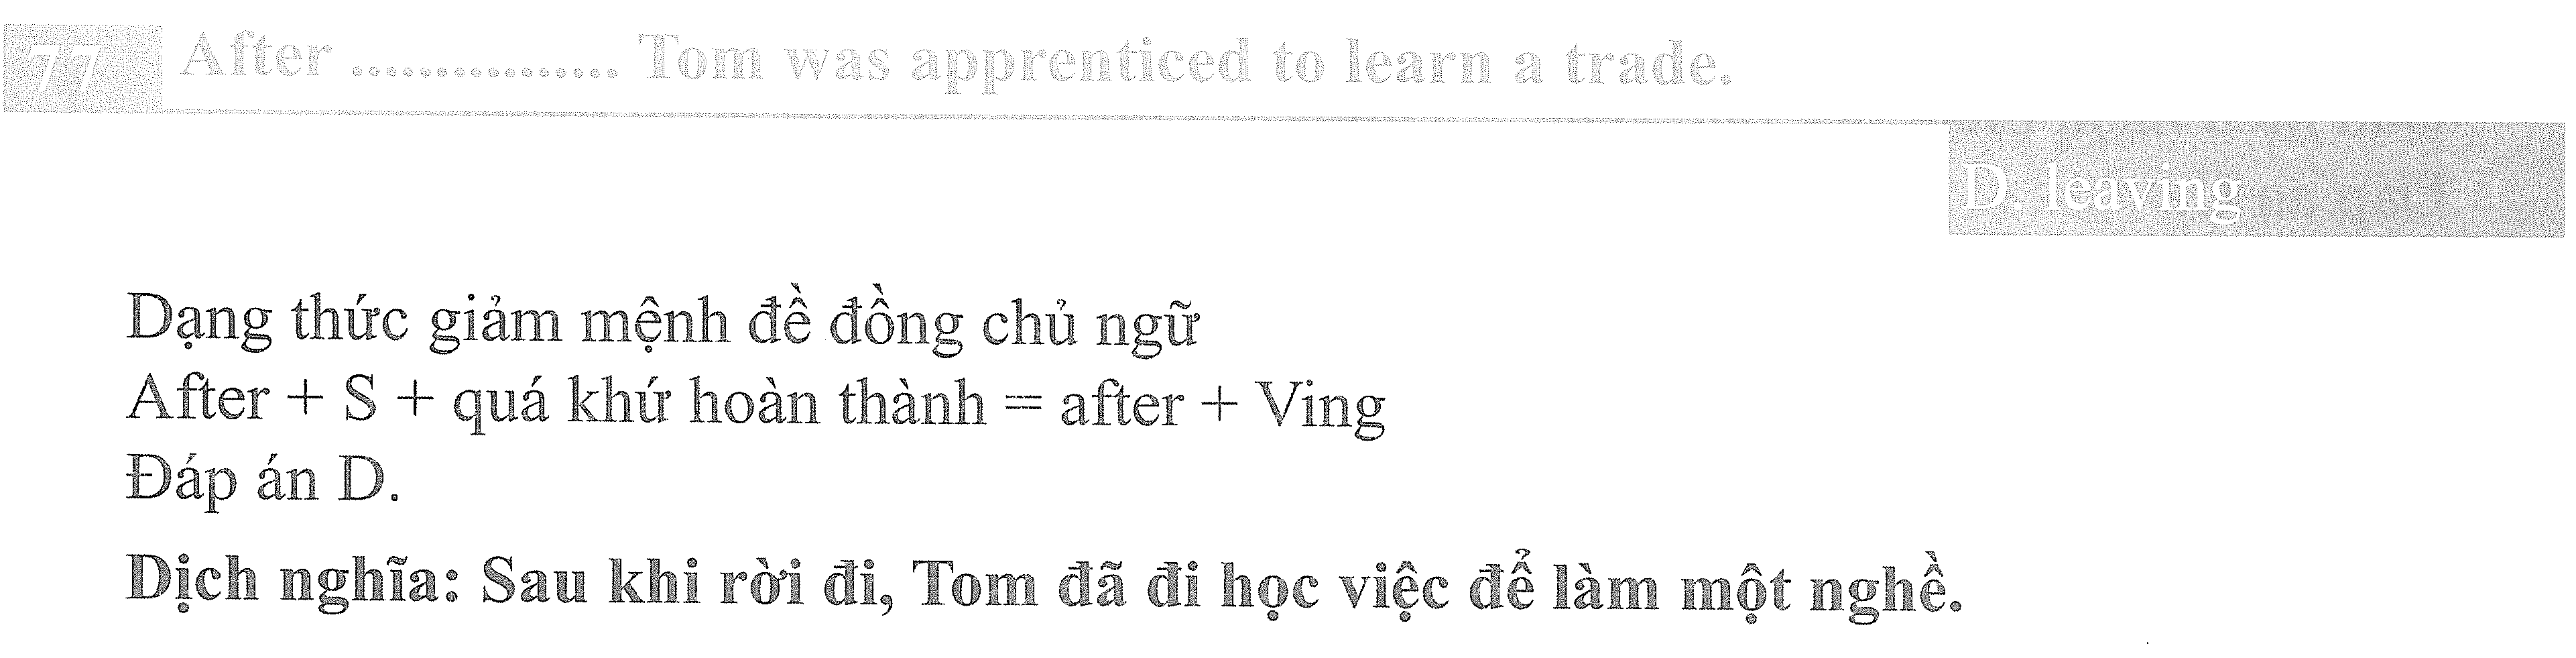 77 After ................ Tom was apprenticed to learn a trade.
D. leaving
Dạng thức giảm mệnh đề đồng chủ ngữ
After + S + quá khứ hoàn thành = after + Ving
Đáp án D.
Dịch nghĩa: Sau khi rời đi, Tom đã đi học việc để làm một nghề.